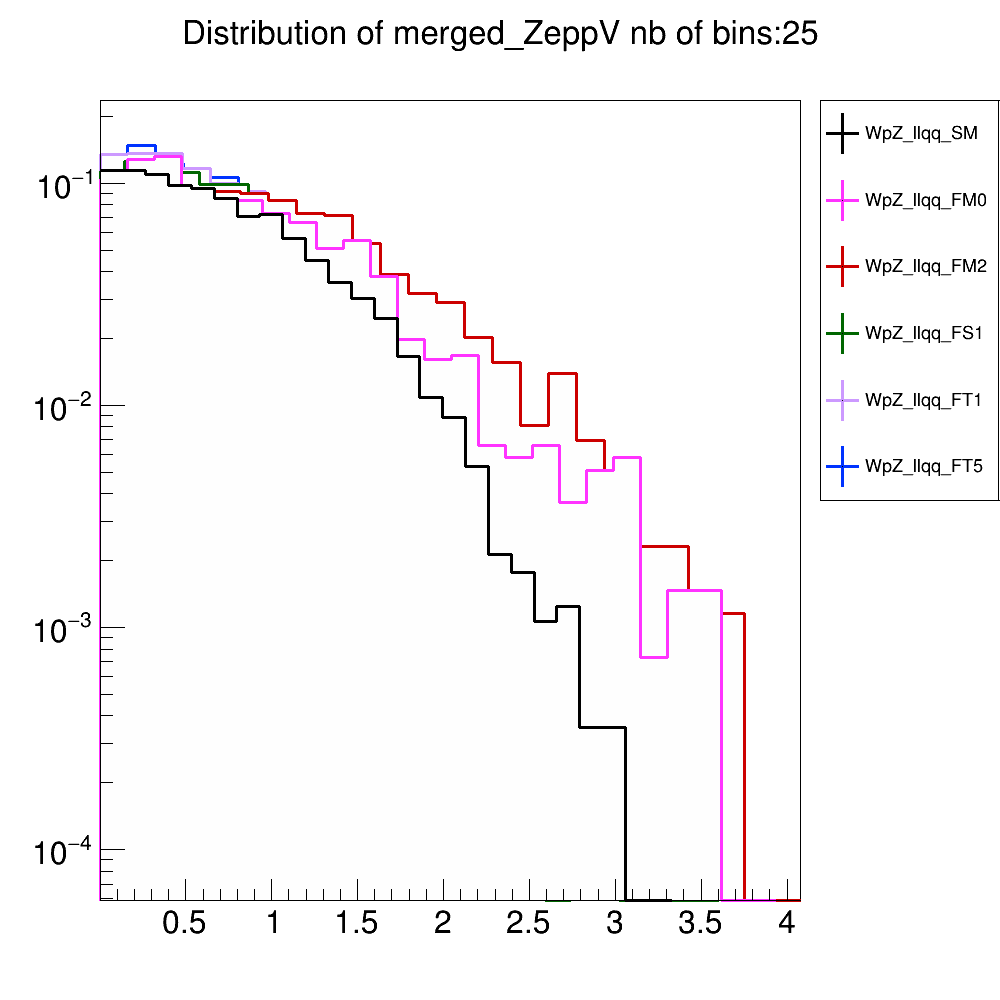 Distribution of merged_ZeppV nb of bins:25
10⁻¹
10⁻²
10⁻³
10⁻⁴
0.5 1 1.5 2 2.5 3 3.5 4
WpZ_llqq_SM
WpZ_llqq_FM0
WpZ_llqq_FM2
WpZ_llqq_FS1
WpZ_llqq_FT1
WpZ_llqq_FT5